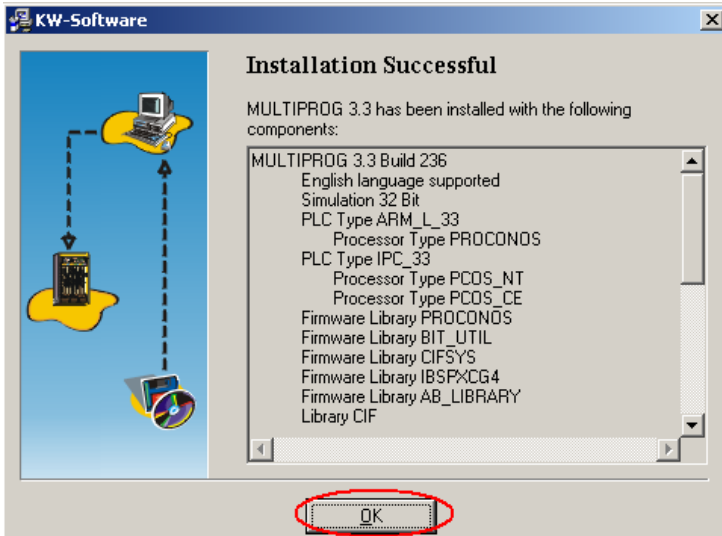 KW-Software
Installation Successful
MULTIPROG 3.3 has been installed with the following
components:
MULTIPROG 3.3 Build 236
English language supported
Simulation 32 Bit
PLC Type ARM_L_33
Processor Type PROCONOS
PLC Type IPC_33
Processor Type PCOS_NT
Processor Type PCOS_CE
Firmware Library PROCONOS
Firmware Library BIT_UTIL
Firmware Library CIFSYS
Firmware Library IBSPXCG4
Firmware Library AB_LIBRARY
Library CIF
OK